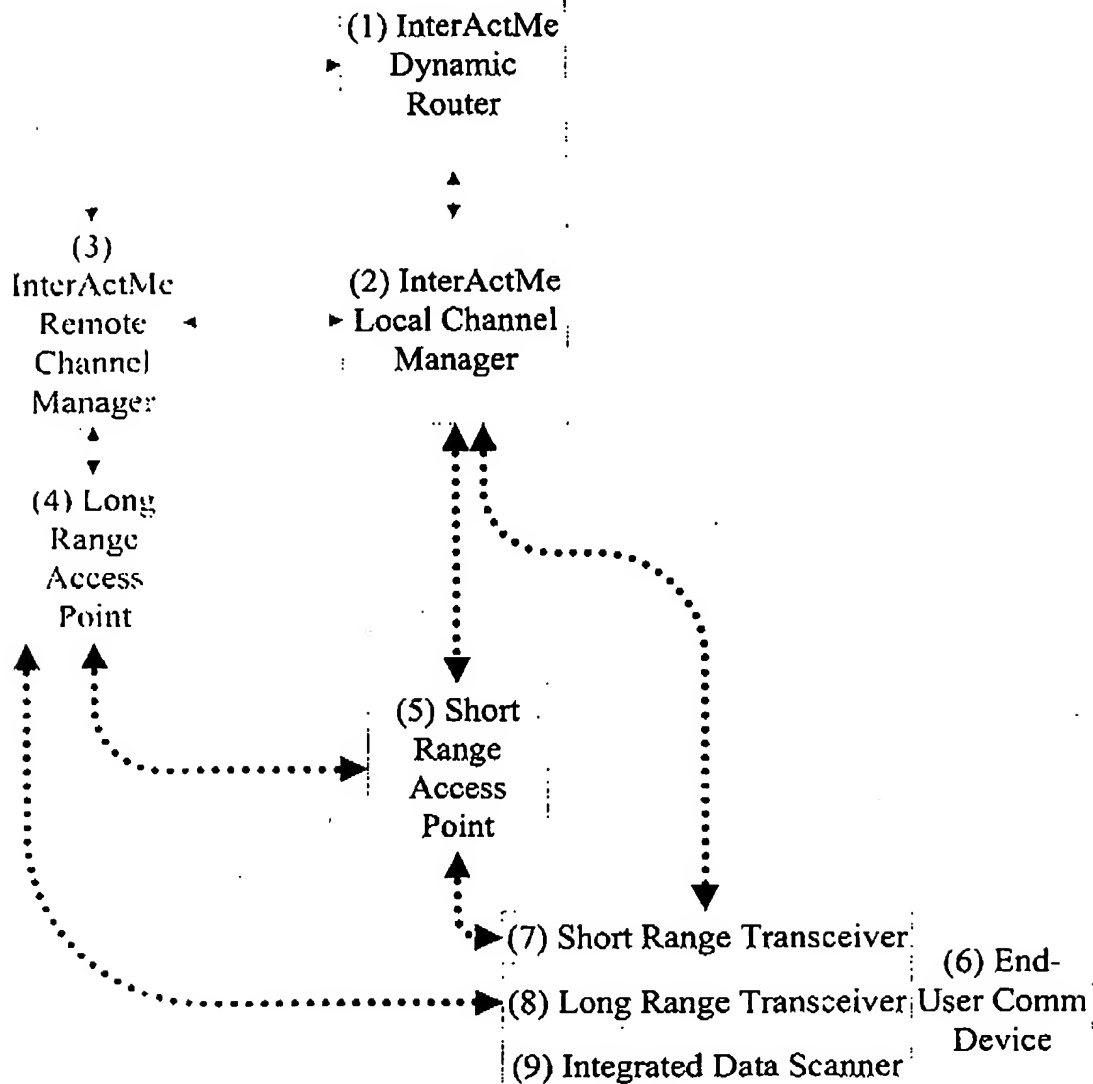 (1) InterActMe
Dynamic
Router
(3)
InterActMe
Remote
Channel
Manager
(2) InterActMe
Local Channel
Manager
(4) Long
Range
Access
Point
(5) Short
Range
Access
Point
(7) Short Range Transceiver
(8) Long Range Transceiver
(9) Integrated Data Scanner
(6) End-
User Comm
Device